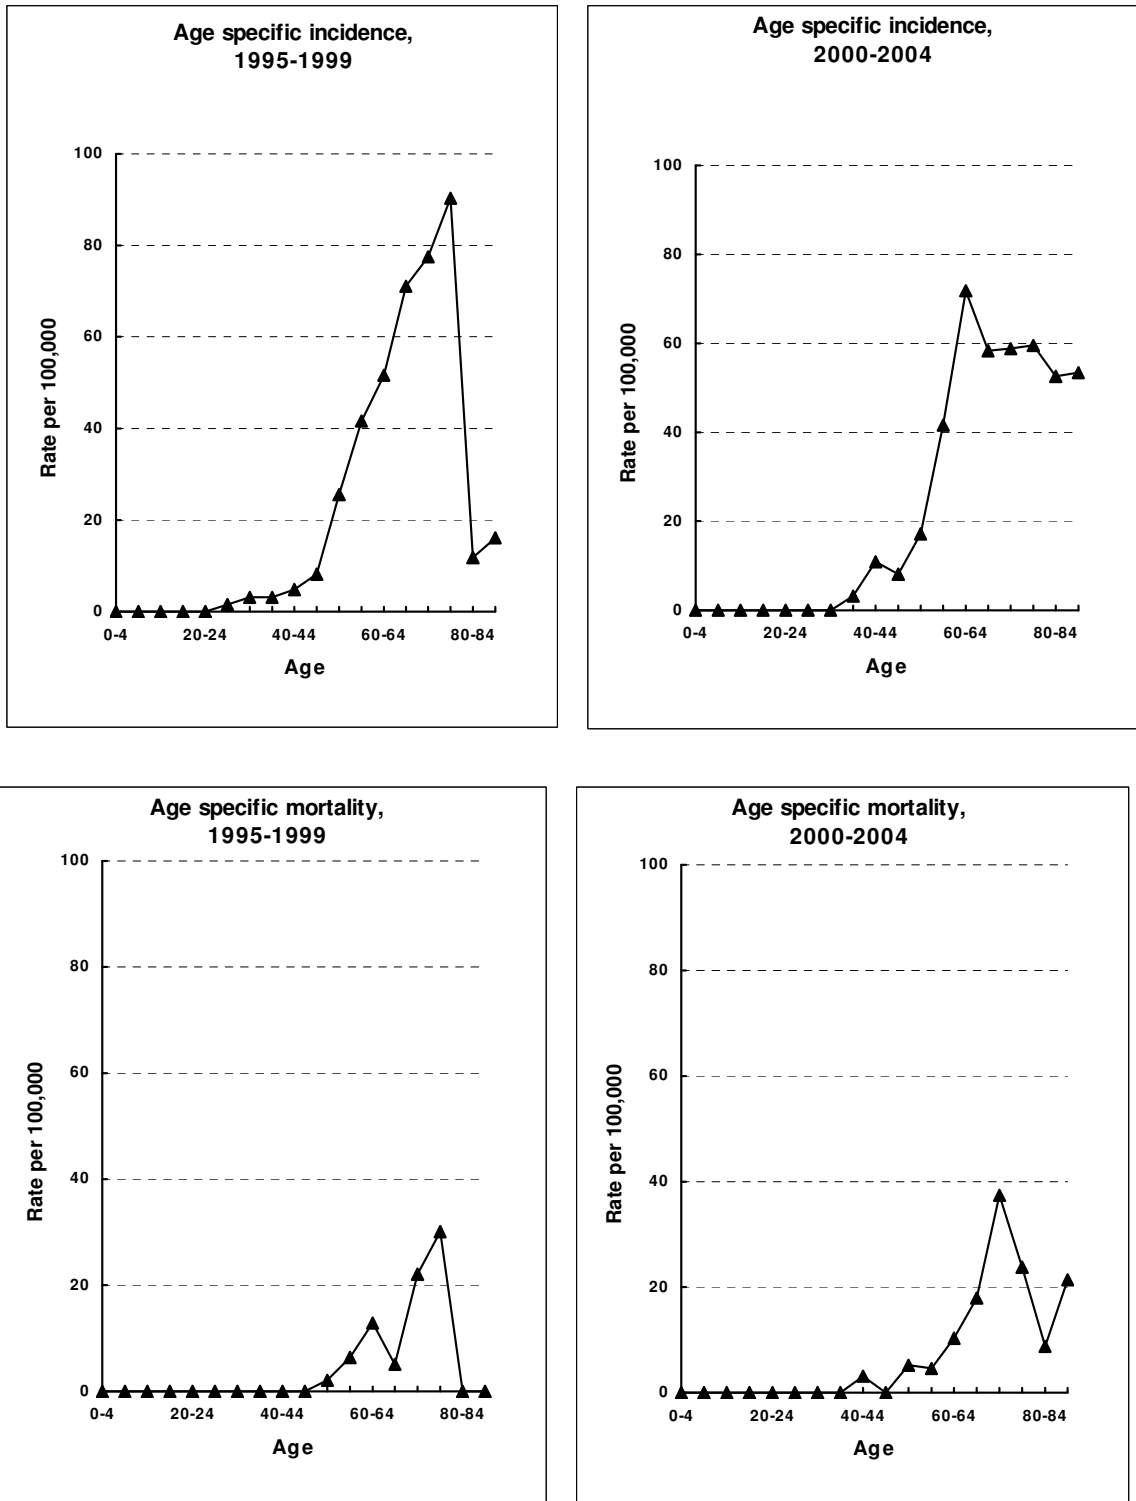 Age specific incidence,
1995-1999
100
80
60
40
20
0
0-4 20-24 40-44 60-64 80-84
Age
Rate per 100,000
Age specific incidence,
2000-2004
100
80
60
40
20
0
0-4 20-24 40-44 60-64 80-84
Age
Rate per 100,000
Age specific mortality,
1995-1999
100
80
60
40
20
0
0-4 20-24 40-44 60-64 80-84
Age
Rate per 100,000
Age specific mortality,
2000-2004
100
80
60
40
20
0
0-4 20-24 40-44 60-64 80-84
Age
Rate per 100,000